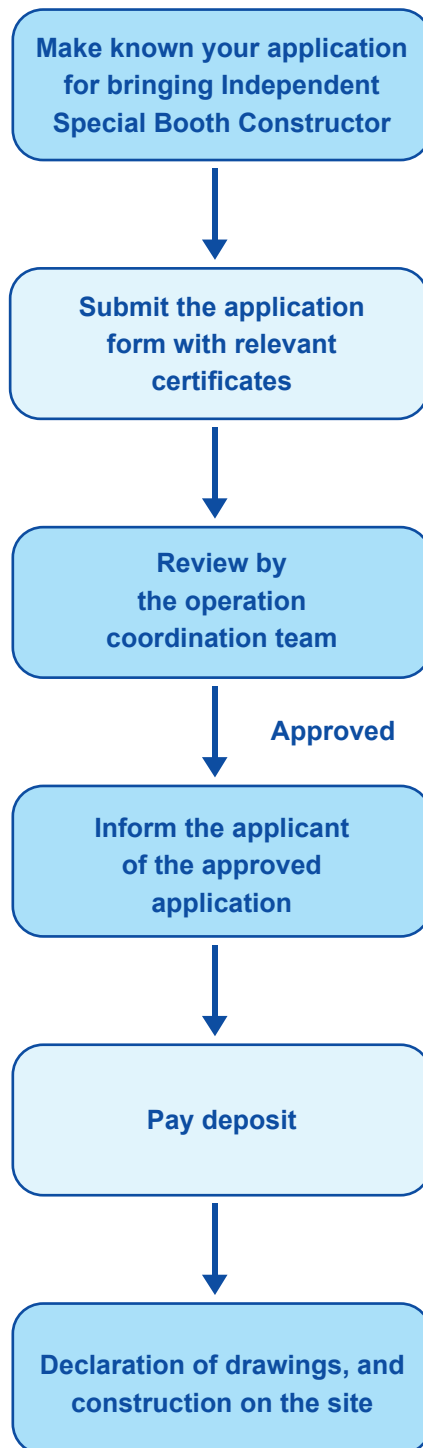 Make known your application
for bringing Independent
Special Booth Constructor
Submit the application
form with relevant
certificates
Review by
the operation
coordination team
Approved
Inform the applicant
of the approved
application
Pay deposit
Declaration of drawings, and
construction on the site